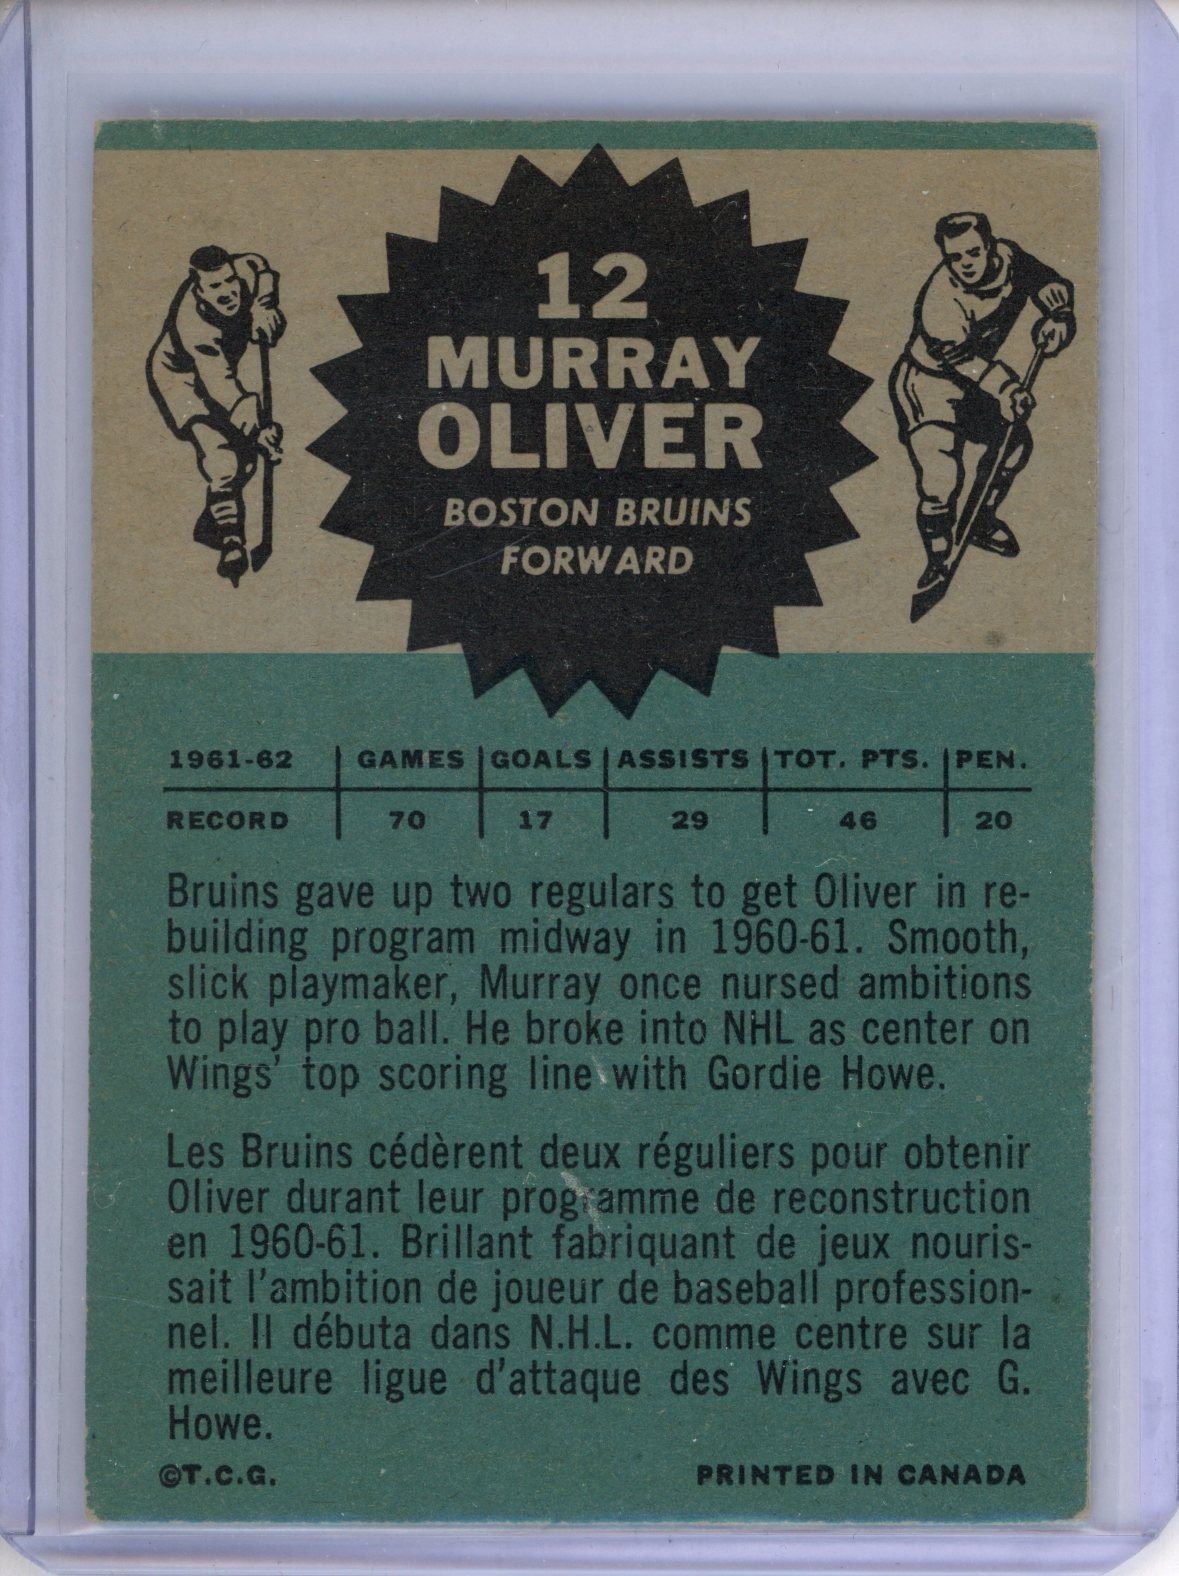 12
MURRAY
OLIVER
BOSTON BRUINS
FORWARD
1961-62 GAMES GOALS ASSISTS TOT. PTS. PEN.
RECORD 70 17 29 46 20
Bruins gave up two regulars to get Oliver in re-
building program midway in 1960-61. Smooth,
slick playmaker, Murray once nursed ambitions
to play pro ball. He broke into NHL as center on
Wings' top scoring line with Gordie Howe.
Les Bruins cédèrent deux réguliers pour obtenir
Oliver durant leur programme de reconstruction
en 1960-61. Brillant fabriquant de jeux nouris-
sait l'ambition de joueur de baseball profession-
nel. Il débuta dans N.H.L. comme centre sur la
meilleure ligue d'attaque des Wings avec G.
Howe.
©T.C.G. PRINTED IN CANADA